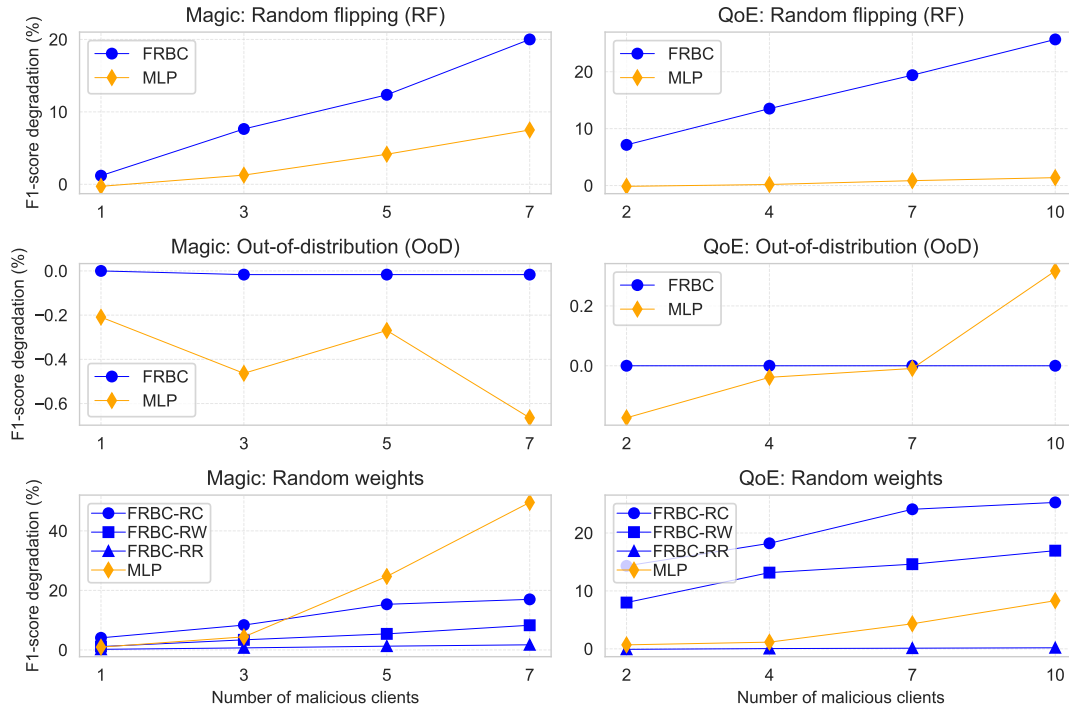 Magic: Random flipping (RF)
F1-score degradation (%)
20
10
0
FRBC
MLP
1 3 5 7
QoE: Random flipping (RF)
20
10
0
FRBC
MLP
2 4 7 10
Magic: Out-of-distribution (OoD)
F1-score degradation (%)
0.0
−0.2
−0.4
−0.6
FRBC
MLP
1 3 5 7
QoE: Out-of-distribution (OoD)
0.2
0.0
FRBC
MLP
2 4 7 10
Magic: Random weights
F1-score degradation (%)
40
20
0
FRBC-RC
FRBC-RW
FRBC-RR
MLP
1 3 5 7
Number of malicious clients
QoE: Random weights
20
10
0
FRBC-RC
FRBC-RW
FRBC-RR
MLP
2 4 7 10
Number of malicious clients